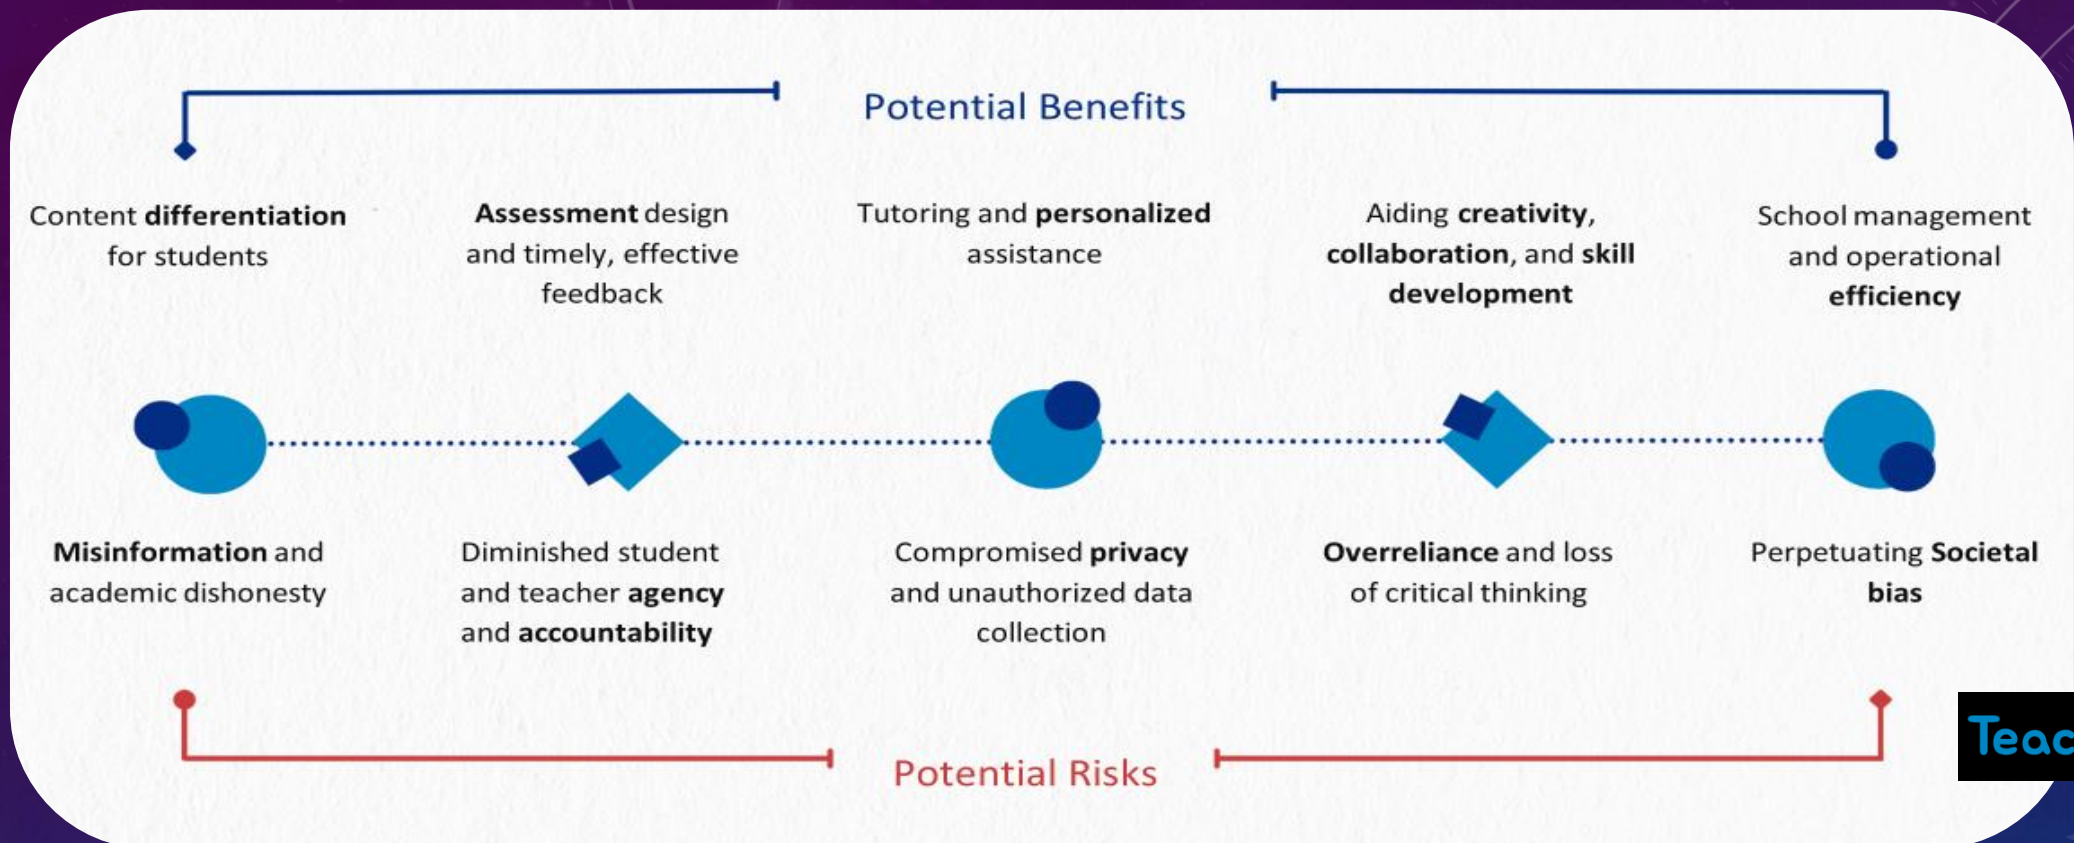 Potential Benefits
Content differentiation
for students
Assessment design
and timely, effective
feedback
Tutoring and personalized
assistance
Aiding creativity,
collaboration, and skill
development
School management
and operational
efficiency
Misinformation and
academic dishonesty
Diminished student
and teacher agency
and accountability
Compromised privacy
and unauthorized data
collection
Overreliance and loss
of critical thinking
Perpetuating Societal
bias
Potential Risks
Teac